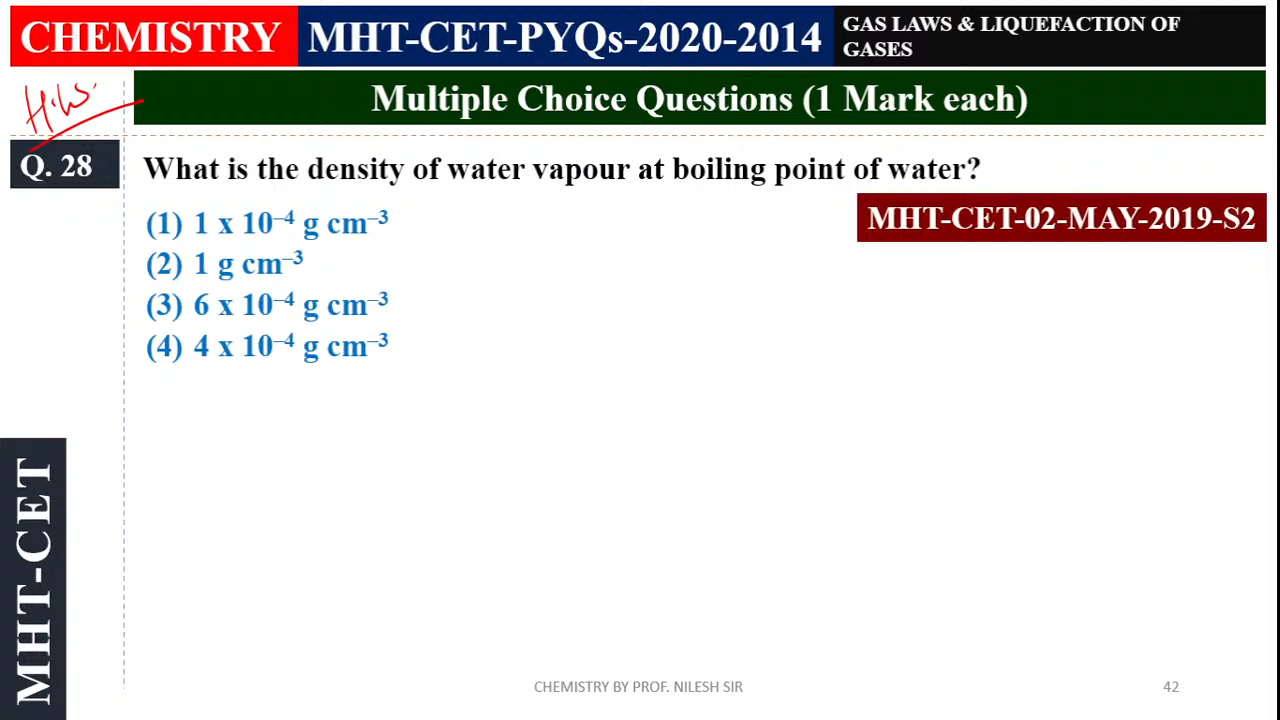 CHEMISTRY
MHT-CET-PYQs-2020-2014
GAS LAWS & LIQUEFACTION OF
GASES
H.W.
Multiple Choice Questions (1 Mark each)
Q. 28
What is the density of water vapour at boiling point of water?
MHT-CET-02-MAY-2019-S2
(1) 1 x 10⁻⁴ g cm⁻³
(2) 1 g cm⁻³
(3) 6 x 10⁻⁴ g cm⁻³
(4) 4 x 10⁻⁴ g cm⁻³
MHT-CET
CHEMISTRY BY PROF. NILESH SIR
42